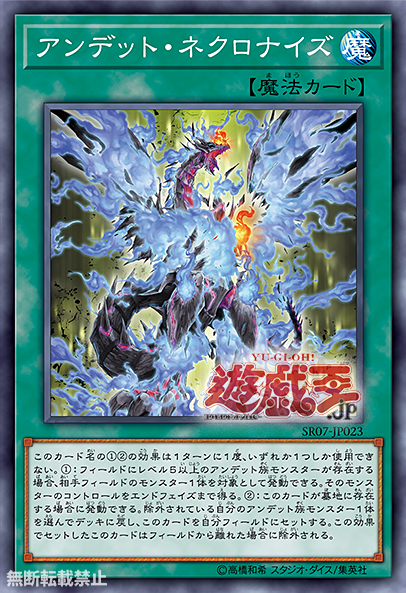 アンデット・ネクロナイズ
魔
【魔法カード】
YU-GI-OH!
遊戯王
.JP
SR07-JP023
このカード名の①②の効果は1ターンに1度、いずれか1つしか使用でき
ない。①:フィールドにレベル5以上のアンデット族モンスターが存在す
る場合、相手フィールドのモンスター1体を対象として発動できる。そのモン
スターのコントロールをエンドフェイズまで得る。②:このカードが墓地に存在
する場合に発動できる。除外されている自分のアンデット族モンスター1体
を選んでデッキに戻し、このカードを自分フィールドにセットする。この効果
でセットしたこのカードはフィールドから離れた場合に除外される。
無断転載禁止
©高橋和希 スタジオ・ダイス/集英社